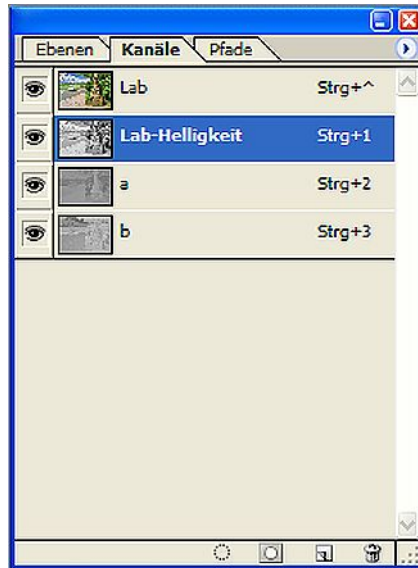 Ebenen Kanäle Pfade
Lab Strg+^
Lab-Helligkeit Strg+1
a Strg+2
b Strg+3